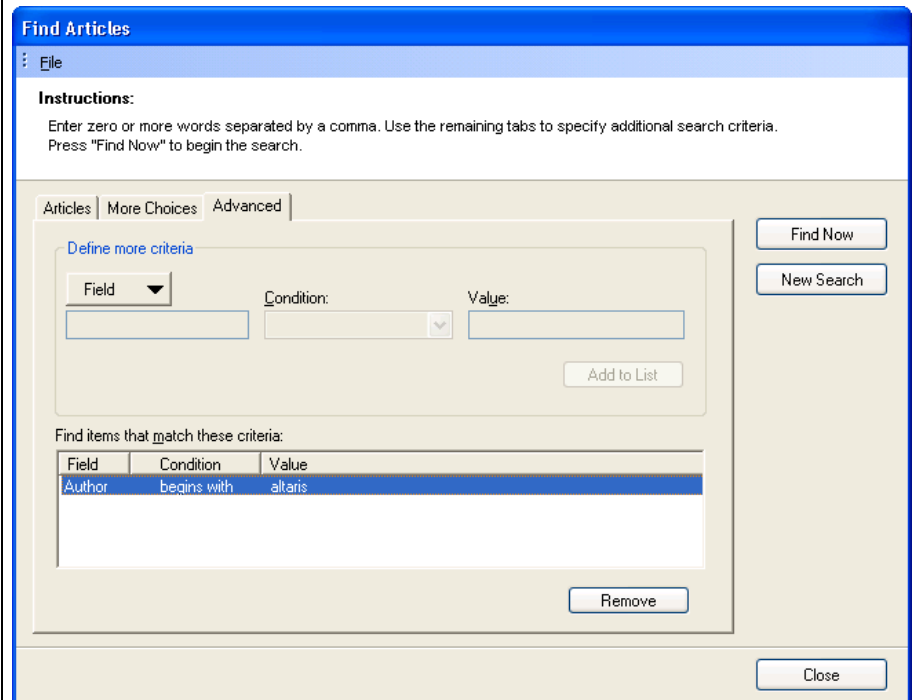 Find Articles
File
Instructions:
Enter zero or more words separated by a comma. Use the remaining tabs to specify additional search criteria.
Press "Find Now" to begin the search.
Articles More Choices Advanced
Find Now
Define more criteria
New Search
Field
Condition:
Value:
Add to List
Find items that match these criteria:
Field Condition Value
Author begins with altaris
Remove
Close